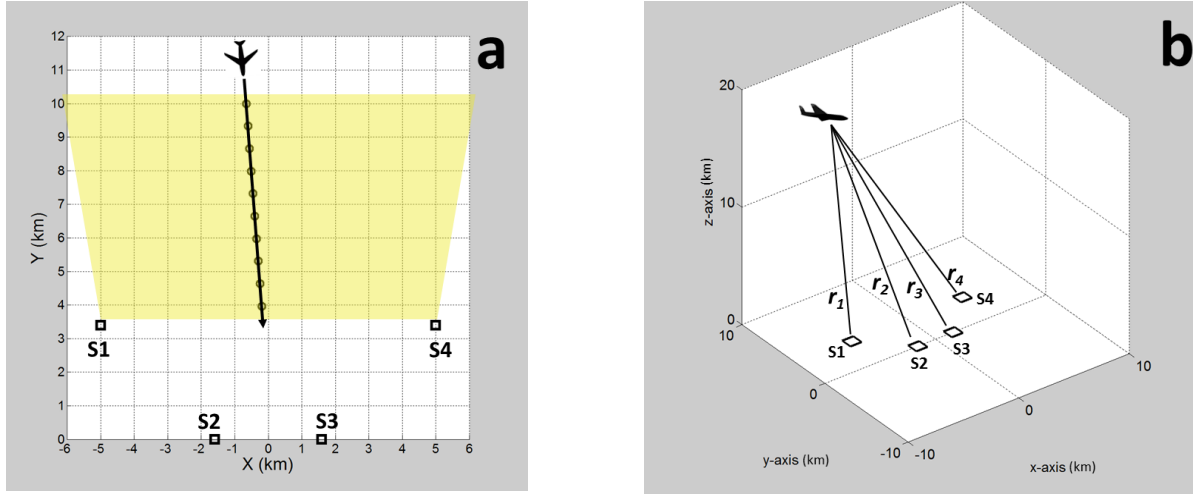 a
12
11
10
9
8
7
6
5
4
3
2
1
0
Y (km)
S1
S4
S2
S3
-6 -5 -4 -3 -2 -1 0 1 2 3 4 5 6
X (km)
b
20
10
0
z-axis (km)
r1
r2
r3
r4
S4
S1
S2
S3
10
0
-10
y-axis (km)
-10
0
10
x-axis (km)